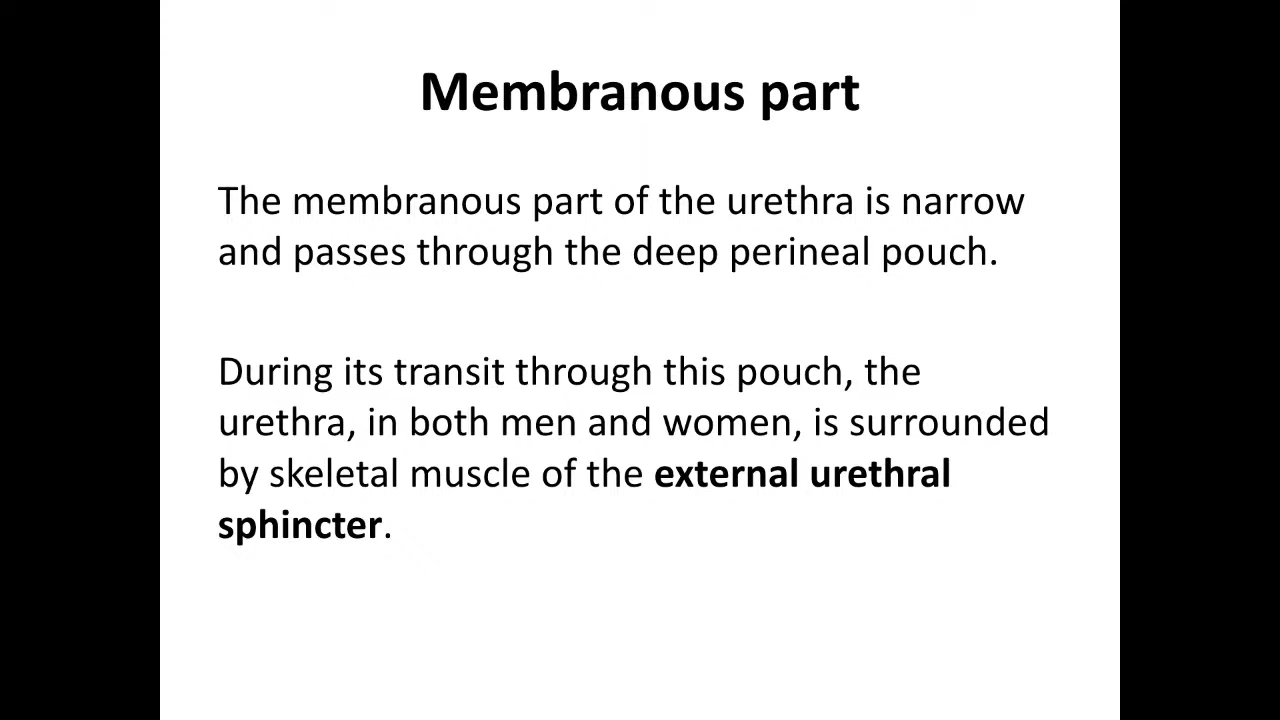 Membranous part
The membranous part of the urethra is narrow
and passes through the deep perineal pouch.
During its transit through this pouch, the
urethra, in both men and women, is surrounded
by skeletal muscle of the external urethral
sphincter.